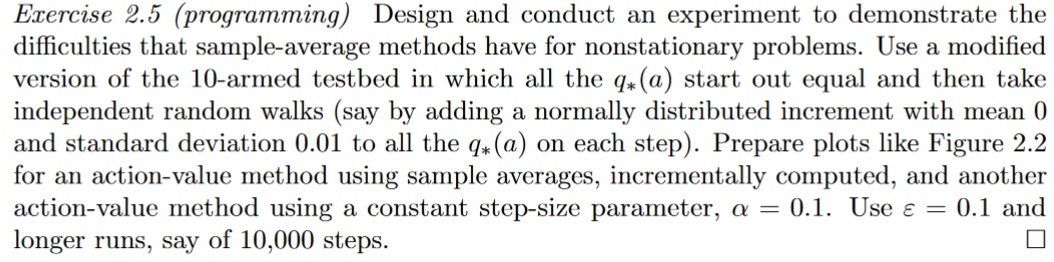 Exercise 2.5 (programming) Design and conduct an experiment to demonstrate the
difficulties that sample-average methods have for nonstationary problems. Use a modified
version of the 10-armed testbed in which all the q∗(a) start out equal and then take
independent random walks (say by adding a normally distributed increment with mean 0
and standard deviation 0.01 to all the q∗(a) on each step). Prepare plots like Figure 2.2
for an action-value method using sample averages, incrementally computed, and another
action-value method using a constant step-size parameter, α = 0.1. Use ε = 0.1 and
longer runs, say of 10,000 steps. □